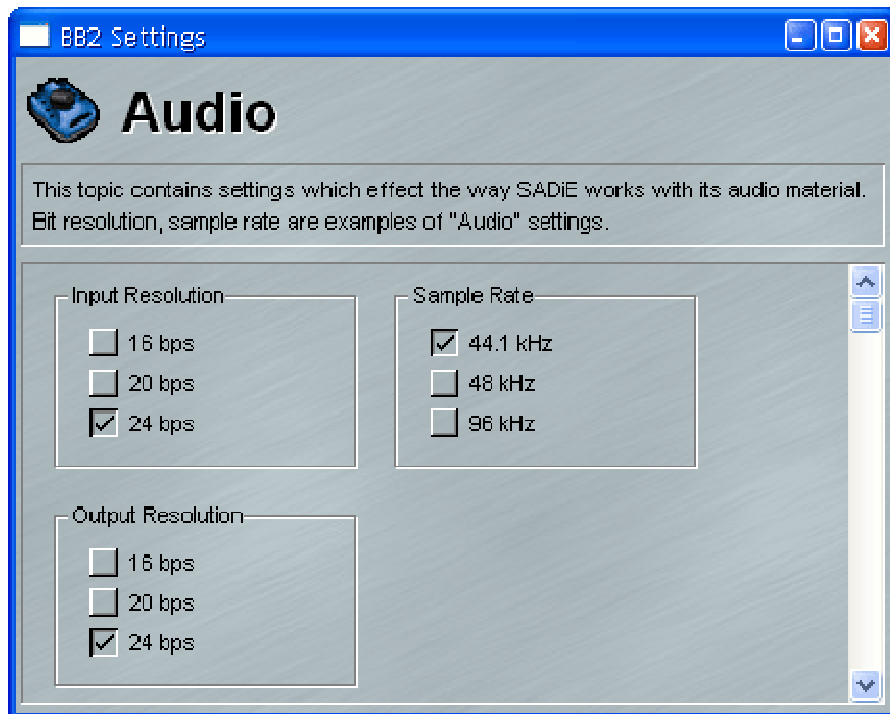 BB2 Settings
Audio
This topic contains settings which effect the way SADiE works with its audio material.
Bit resolution, sample rate are examples of "Audio" settings.
Input Resolution
16 bps
20 bps
24 bps
Sample Rate
44.1 kHz
48 kHz
96 kHz
Output Resolution
16 bps
20 bps
24 bps